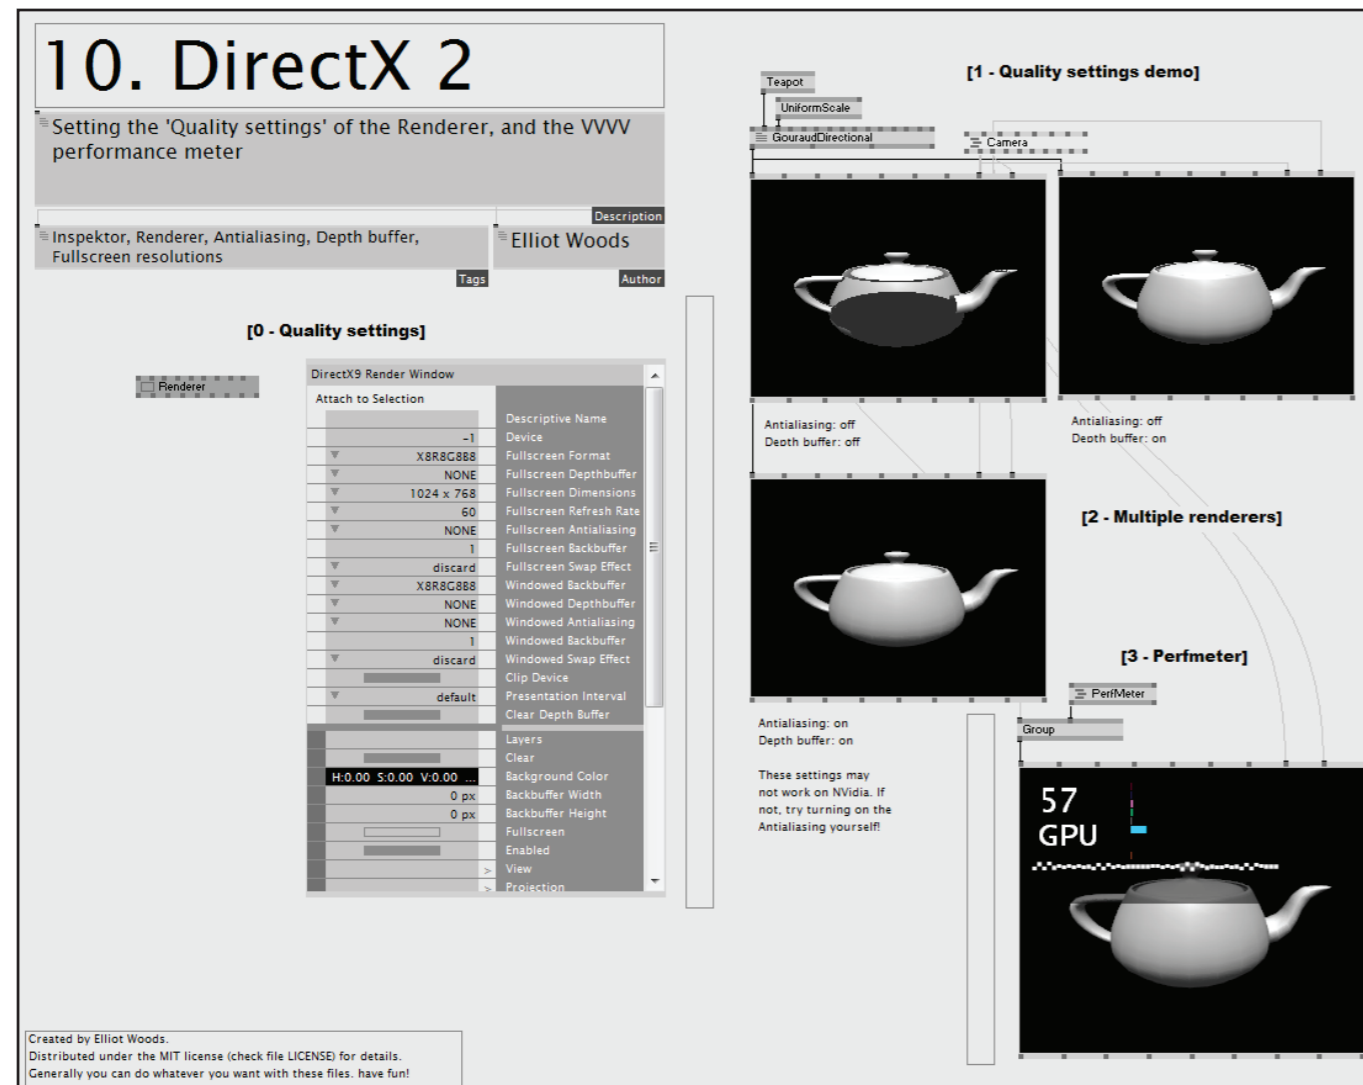 10. DirectX 2
Setting the 'Quality settings' of the Renderer, and the VVVV
performance meter
Description
Inspektor, Renderer, Antialiasing, Depth buffer,
Fullscreen resolutions
Tags
Elliot Woods
Author
[0 - Quality settings]
Renderer
DirectX9 Render Window
Attach to Selection
Descriptive Name
-1 Device
X8R8G8B8 Fullscreen Format
NONE Fullscreen Depthbuffer
1024 x 768 Fullscreen Dimensions
60 Fullscreen Refresh Rate
NONE Fullscreen Antialiasing
1 Fullscreen Backbuffer
discard Fullscreen Swap Effect
X8R8G8B8 Windowed Backbuffer
NONE Windowed Depthbuffer
NONE Windowed Antialiasing
1 Windowed Backbuffer
discard Windowed Swap Effect
Clip Device
default Presentation Interval
Clear Depth Buffer
Layers
Clear
H:0.00 S:0.00 V:0.00 ... Background Color
0 px Backbuffer Width
0 px Backbuffer Height
Fullscreen
Enabled
> View
> Projection
Created by Elliot Woods.
Distributed under the MIT license (check file LICENSE) for details.
Generally you can do whatever you want with these files. have fun!
[1 - Quality settings demo]
Teapot
UniformScale
GouraudDirectional
Camera
Antialiasing: off
Depth buffer: off
Antialiasing: off
Depth buffer: on
[2 - Multiple renderers]
Antialiasing: on
Depth buffer: on
These settings may
not work on NVidia. If
not, try turning on the
Antialiasing yourself!
[3 - Perfmeter]
PerfMeter
Group
57
GPU